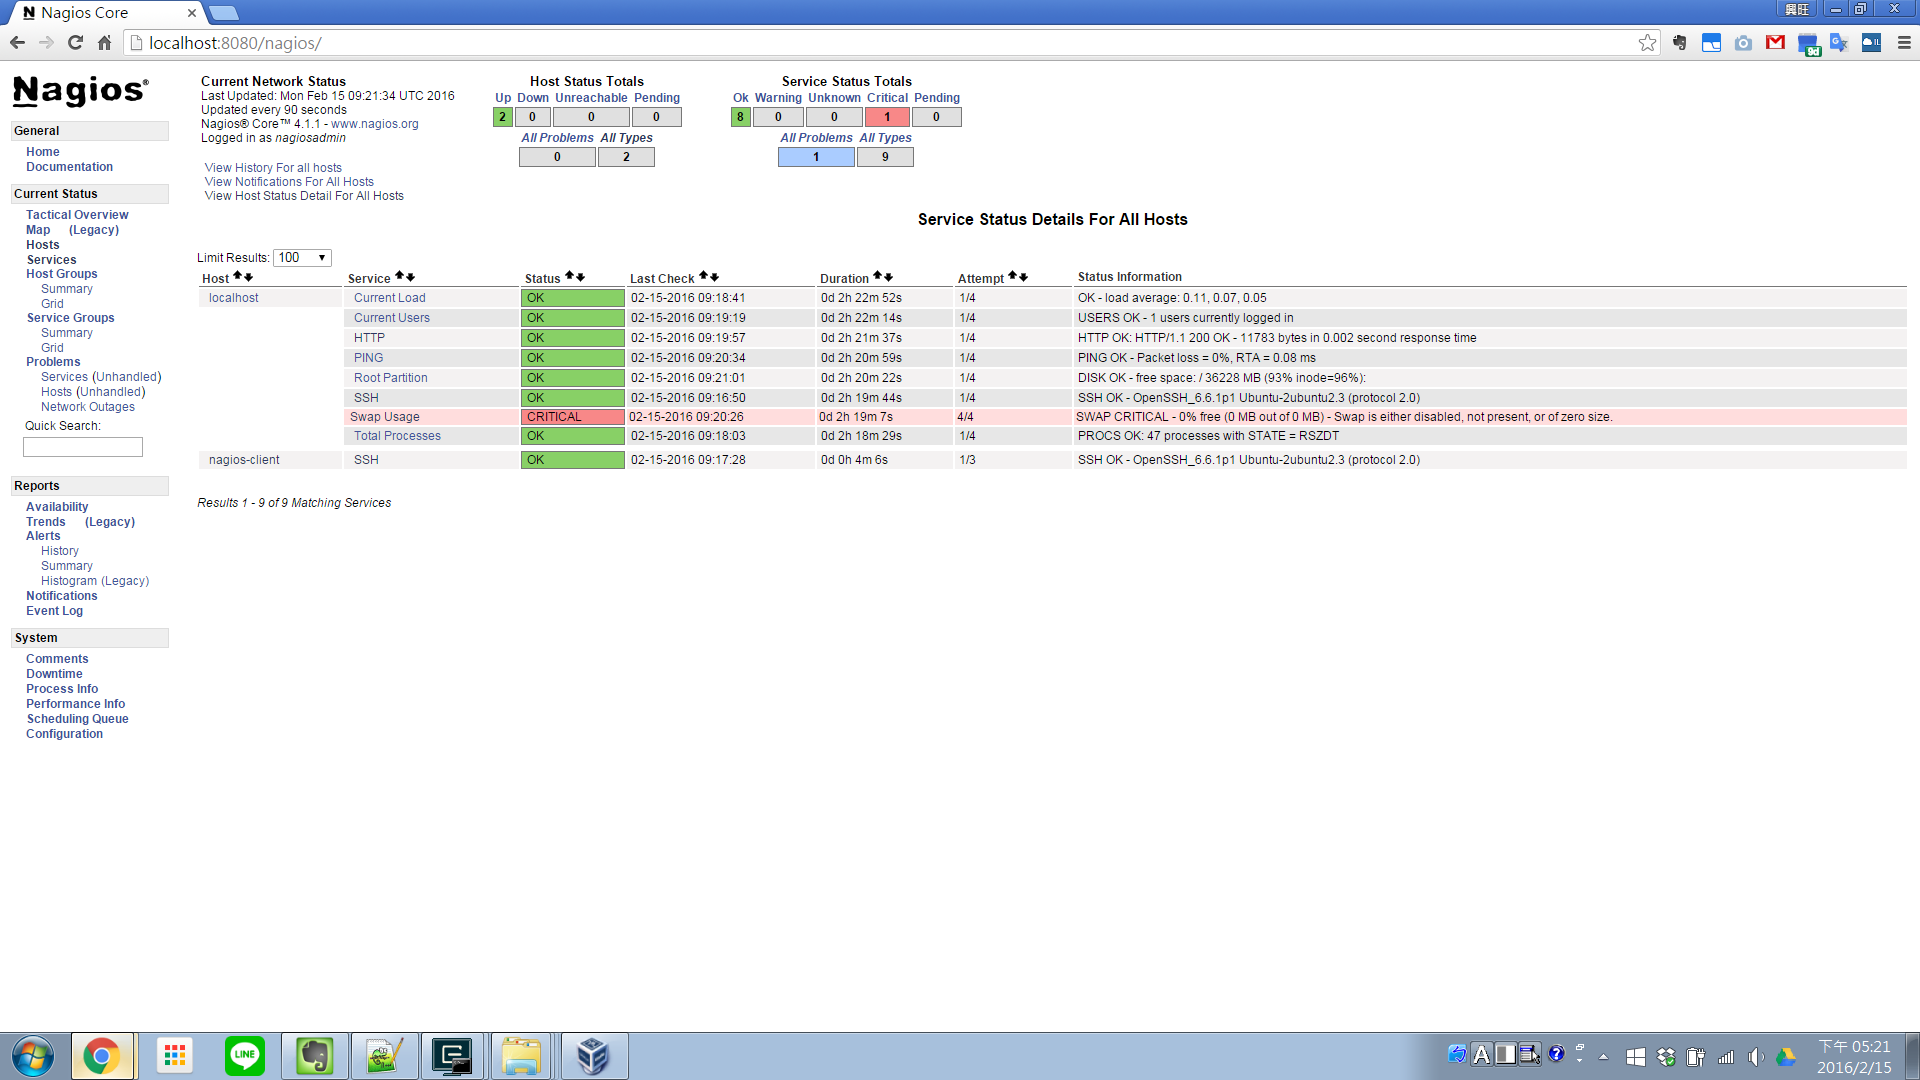 Nagios Core
興旺
localhost:8080/nagios/
9d
Nagios®
General
Home
Documentation
Current Status
Tactical Overview
Map (Legacy)
Hosts
Services
Host Groups
Summary
Grid
Service Groups
Summary
Grid
Problems
Services (Unhandled)
Hosts (Unhandled)
Network Outages
Quick Search:
Reports
Availability
Trends (Legacy)
Alerts
History
Summary
Histogram (Legacy)
Notifications
Event Log
System
Comments
Downtime
Process Info
Performance Info
Scheduling Queue
Configuration
Current Network Status
Last Updated: Mon Feb 15 09:21:34 UTC 2016
Updated every 90 seconds
Nagios® Core™ 4.1.1 - www.nagios.org
Logged in as nagiosadmin
View History For all hosts
View Notifications For All Hosts
View Host Status Detail For All Hosts
Host Status Totals
Up Down Unreachable Pending
2 0 0 0
All Problems All Types
0 2
Service Status Totals
Ok Warning Unknown Critical Pending
8 0 0 1 0
All Problems All Types
1 9
Service Status Details For All Hosts
Limit Results: 100
Host Service Status Last Check Duration Attempt Status Information
localhost Current Load OK 02-15-2016 09:18:41 0d 2h 22m 52s 1/4 OK - load average: 0.11, 0.07, 0.05
Current Users OK 02-15-2016 09:19:19 0d 2h 22m 14s 1/4 USERS OK - 1 users currently logged in
HTTP OK 02-15-2016 09:19:57 0d 2h 21m 37s 1/4 HTTP OK: HTTP/1.1 200 OK - 11783 bytes in 0.002 second response time
PING OK 02-15-2016 09:20:34 0d 2h 20m 59s 1/4 PING OK - Packet loss = 0%, RTA = 0.08 ms
Root Partition OK 02-15-2016 09:21:01 0d 2h 20m 22s 1/4 DISK OK - free space: / 36228 MB (93% inode=96%):
SSH OK 02-15-2016 09:16:50 0d 2h 19m 44s 1/4 SSH OK - OpenSSH_6.6.1p1 Ubuntu-2ubuntu2.3 (protocol 2.0)
Swap Usage CRITICAL 02-15-2016 09:20:26 0d 2h 19m 7s 4/4 SWAP CRITICAL - 0% free (0 MB out of 0 MB) - Swap is either disabled, not present, or of zero size.
Total Processes OK 02-15-2016 09:18:03 0d 2h 18m 29s 1/4 PROCS OK: 47 processes with STATE = RSZDT
nagios-client SSH OK 02-15-2016 09:17:28 0d 0h 4m 6s 1/3 SSH OK - OpenSSH_6.6.1p1 Ubuntu-2ubuntu2.3 (protocol 2.0)
Results 1 - 9 of 9 Matching Services
LINE
A
下午 05:21
2016/2/15